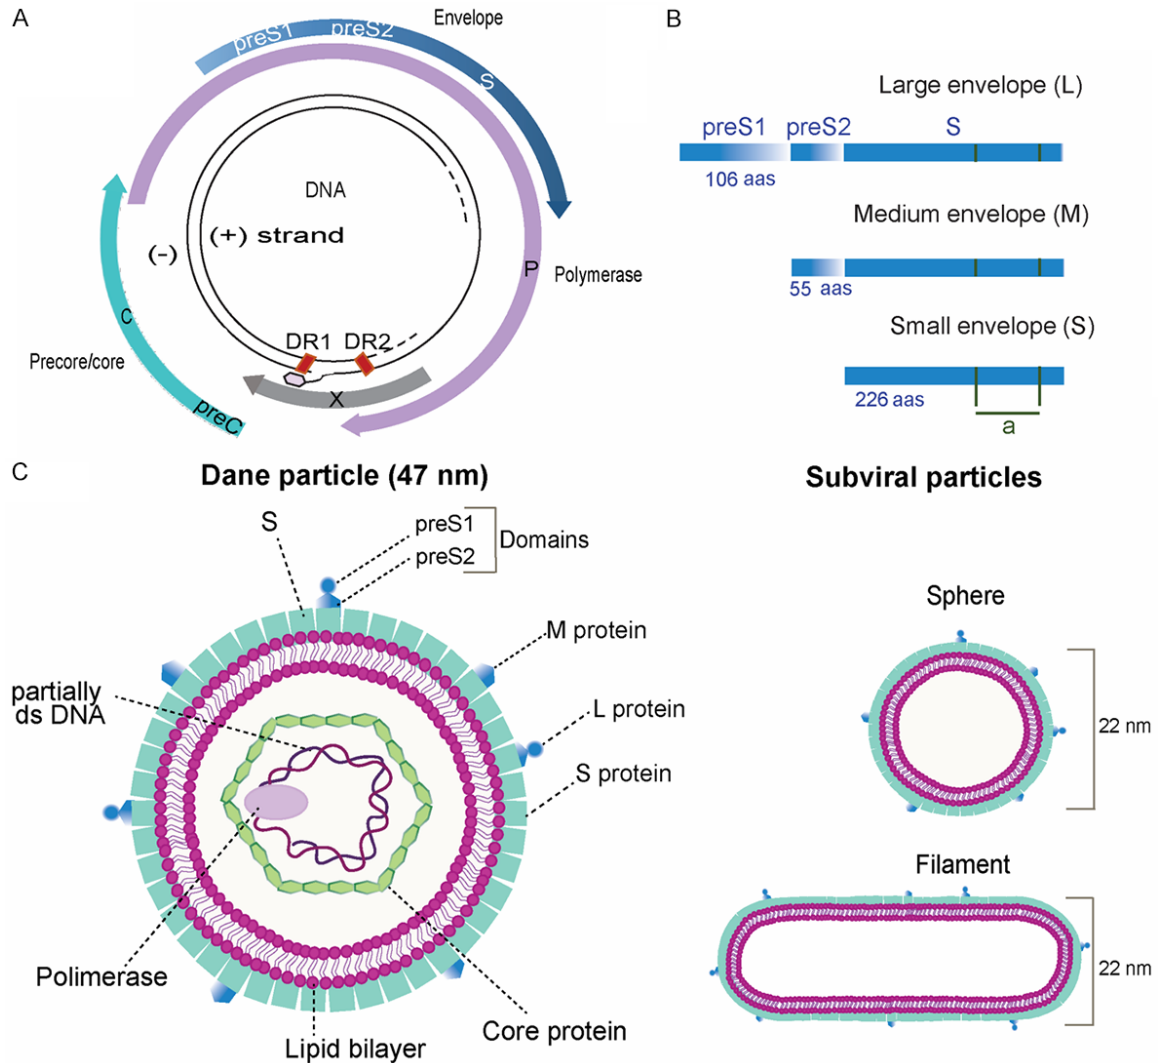 A
preS1
preS2
Envelope
S
DNA
(-)
(+) strand
P
Polymerase
C
Precore/core
DR1
DR2
X
preC
B
Large envelope (L)
preS1
preS2
S
106 aas
Medium envelope (M)
55 aas
Small envelope (S)
226 aas
a
C
Dane particle (47 nm)
S
preS1
preS2
Domains
M protein
partially
ds DNA
L protein
S protein
Polimerase
Core protein
Lipid bilayer
Subviral particles
Sphere
22 nm
Filament
22 nm